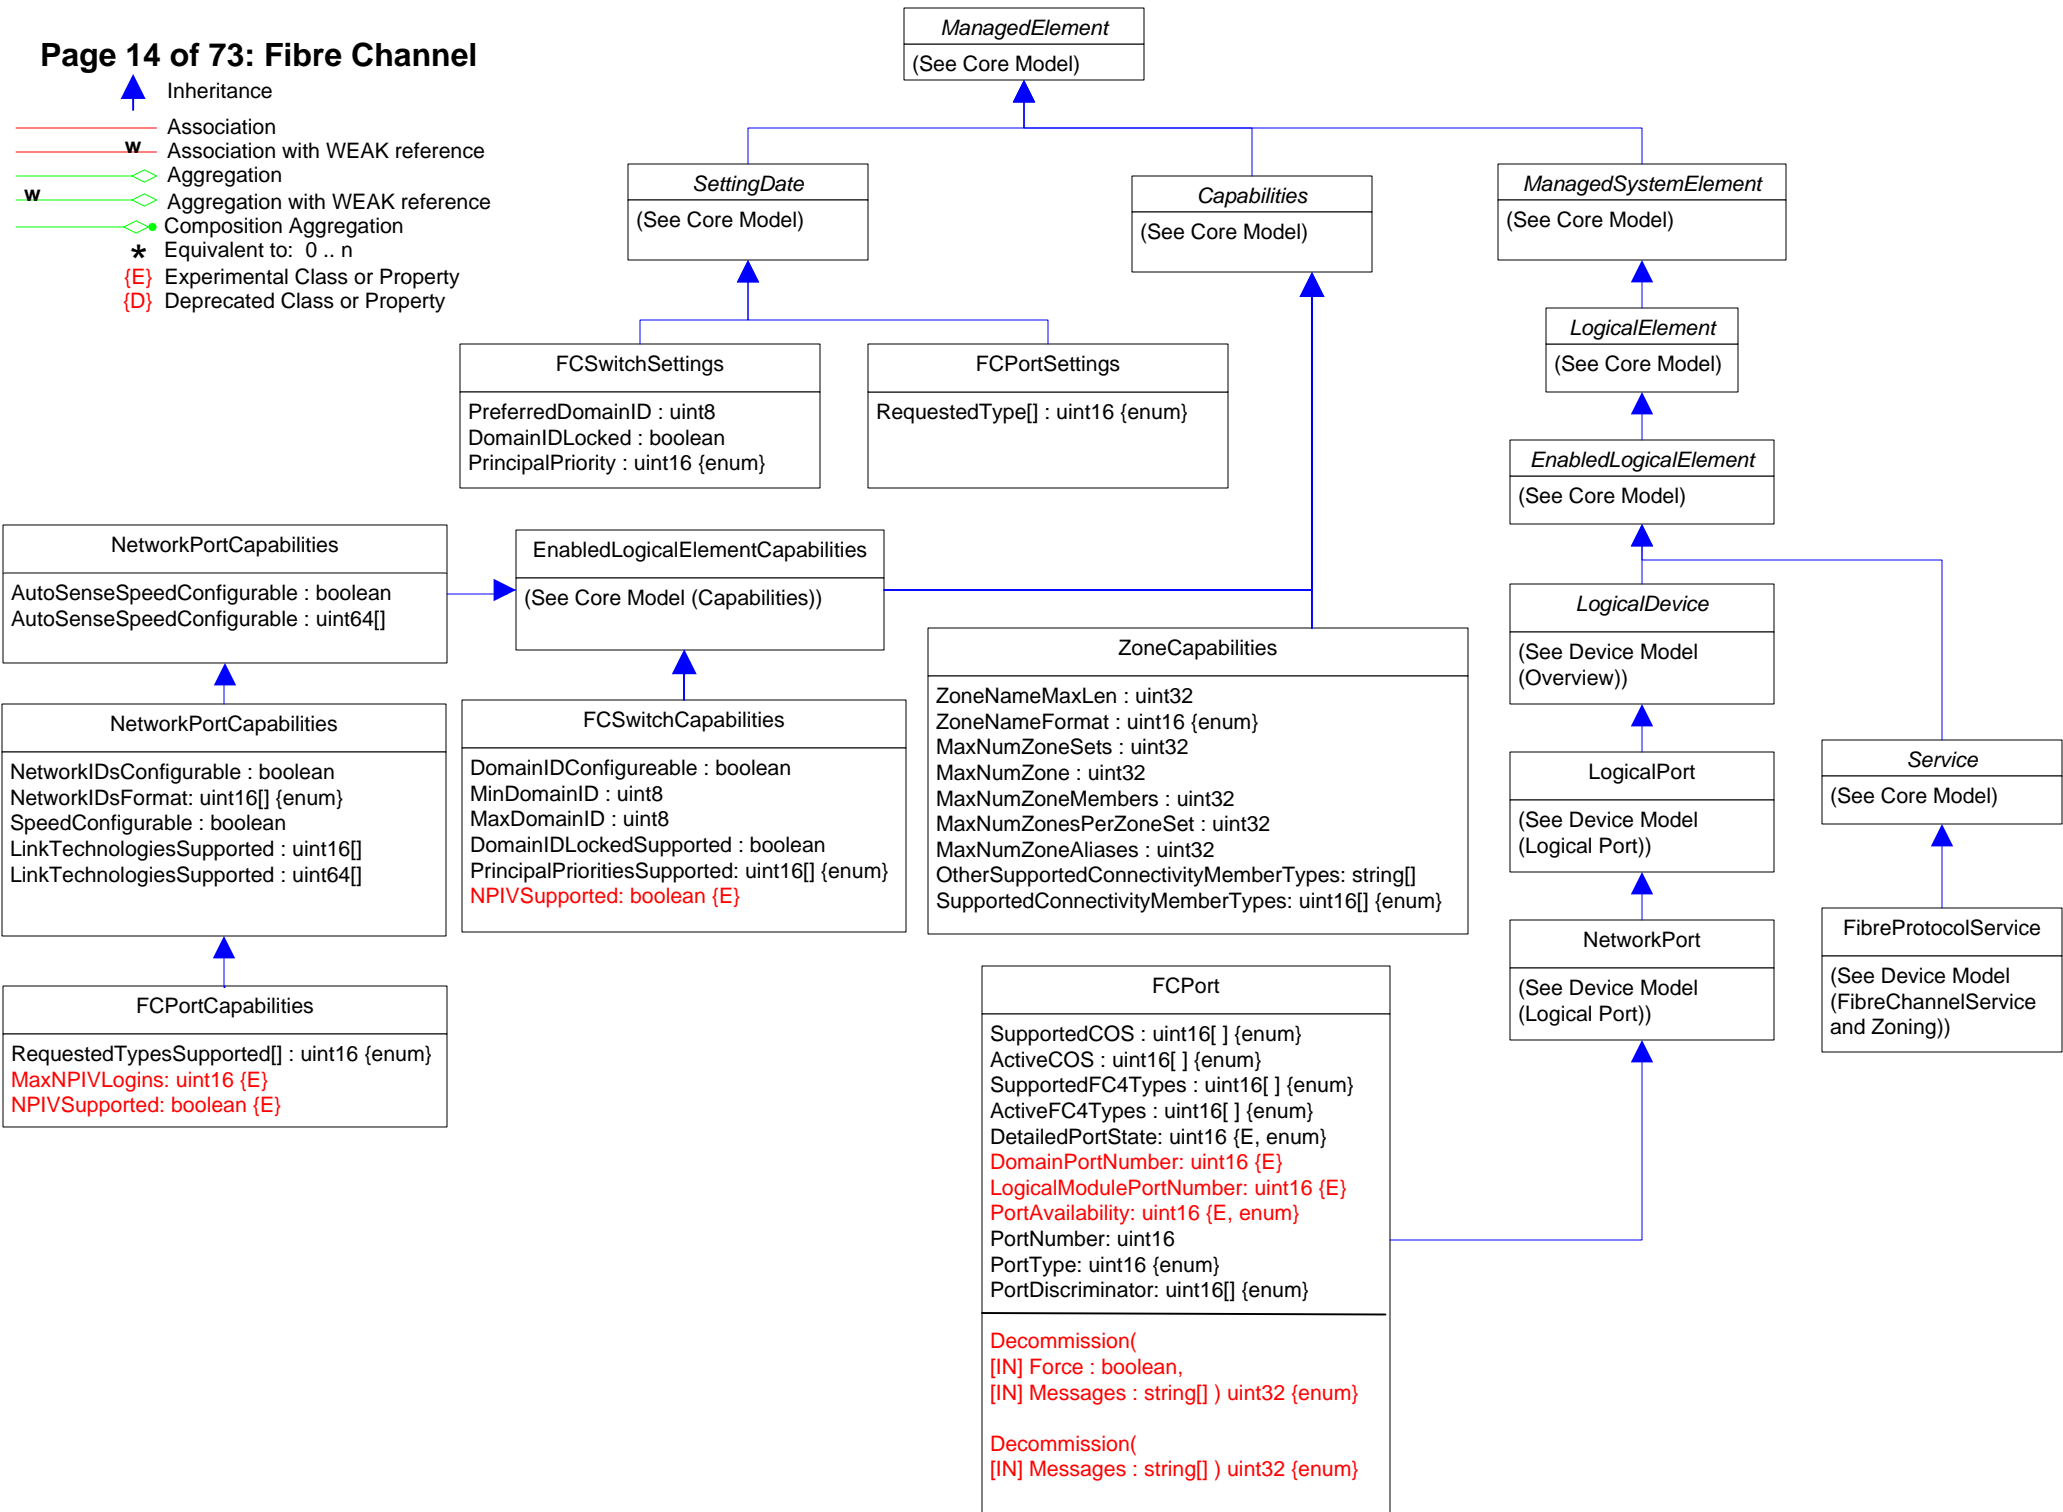 Page 14 of 73: Fibre Channel
Inheritance
Association
w
Association with WEAK reference
Aggregation
w
Aggregation with WEAK reference
Composition Aggregation
* Equivalent to: 0 .. n
{E} Experimental Class or Property
{D} Deprecated Class or Property
ManagedElement
(See Core Model)
SettingDate
(See Core Model)
Capabilities
(See Core Model)
ManagedSystemElement
(See Core Model)
FCSwitchSettings
PreferredDomainID : uint8
DomainIDLocked : boolean
PrincipalPriority : uint16 {enum}
FCPortSettings
RequestedType[] : uint16 {enum}
LogicalElement
(See Core Model)
EnabledLogicalElement
(See Core Model)
NetworkPortCapabilities
AutoSenseSpeedConfigurable : boolean
AutoSenseSpeedConfigurable : uint64[]
EnabledLogicalElementCapabilities
(See Core Model (Capabilities))
ZoneCapabilities
ZoneNameMaxLen : uint32
ZoneNameFormat : uint16 {enum}
MaxNumZoneSets : uint32
MaxNumZone : uint32
MaxNumZoneMembers : uint32
MaxNumZonesPerZoneSet : uint32
MaxNumZoneAliases : uint32
OtherSupportedConnectivityMemberTypes: string[]
SupportedConnectivityMemberTypes: uint16[] {enum}
LogicalDevice
(See Device Model
(Overview))
NetworkPortCapabilities
NetworkIDsConfigurable : boolean
NetworkIDsFormat: uint16[] {enum}
SpeedConfigurable : boolean
LinkTechnologiesSupported : uint16[]
LinkTechnologiesSupported : uint64[]
FCSwitchCapabilities
DomainIDConfigureable : boolean
MinDomainID : uint8
MaxDomainID : uint8
DomainIDLockedSupported : boolean
PrincipalPrioritiesSupported: uint16[] {enum}
NPIVSupported: boolean {E}
LogicalPort
(See Device Model
(Logical Port))
Service
(See Core Model)
NetworkPort
(See Device Model
(Logical Port))
FibreProtocolService
(See Device Model
(FibreChannelService
and Zoning))
FCPortCapabilities
RequestedTypesSupported[] : uint16 {enum}
MaxNPIVLogins: uint16 {E}
NPIVSupported: boolean {E}
FCPort
SupportedCOS : uint16[ ] {enum}
ActiveCOS : uint16[ ] {enum}
SupportedFC4Types : uint16[ ] {enum}
ActiveFC4Types : uint16[ ] {enum}
DetailedPortState: uint16 {E, enum}
DomainPortNumber: uint16 {E}
LogicalModulePortNumber: uint16 {E}
PortAvailability: uint16 {E, enum}
PortNumber: uint16
PortType: uint16 {enum}
PortDiscriminator: uint16[] {enum}
Decommission(
[IN] Force : boolean,
[IN] Messages : string[] ) uint32 {enum}
Decommission(
[IN] Messages : string[] ) uint32 {enum}